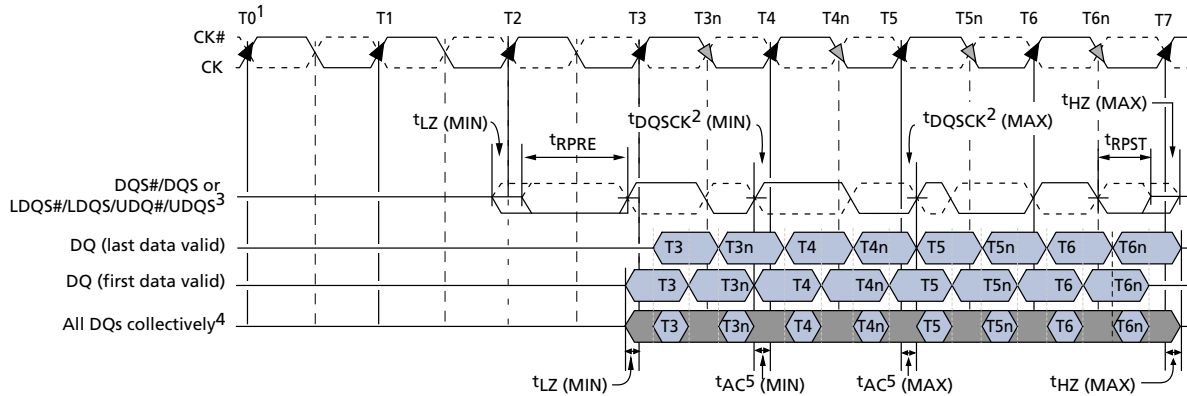 T0¹ T1 T2 T3 T3n T4 T4n T5 T5n T6 T6n T7
CK#
CK
tHZ (MAX)
tLZ (MIN) tDQSCK² (MIN) tDQSCK² (MAX)
tRPRE tRPST
DQS#/DQS or
LDQS#/LDQS/UDQ#/UDQS³
DQ (last data valid) T3 T3n T4 T4n T5 T5n T6 T6n
DQ (first data valid) T3 T3n T4 T4n T5 T5n T6 T6n
All DQs collectively⁴ T3 T3n T4 T4n T5 T5n T6 T6n
tLZ (MIN) tAC⁵ (MIN) tAC⁵ (MAX) tHZ (MAX)